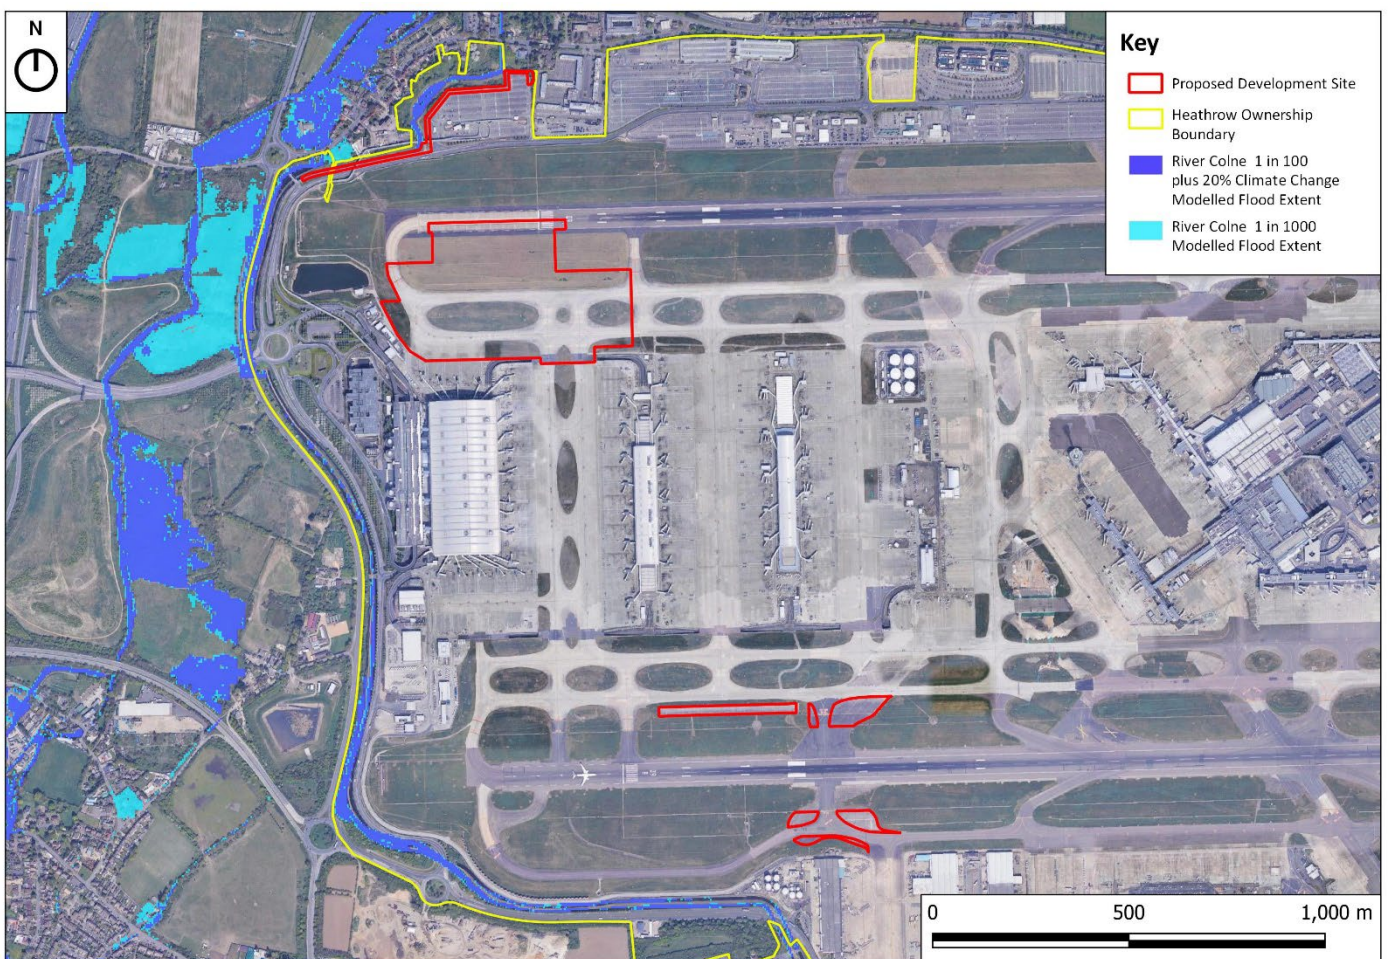 N
Key
Proposed Development Site
Heathrow Ownership
Boundary
River Colne 1 in 100
plus 20% Climate Change
Modelled Flood Extent
River Colne 1 in 1000
Modelled Flood Extent
0 500 1,000 m